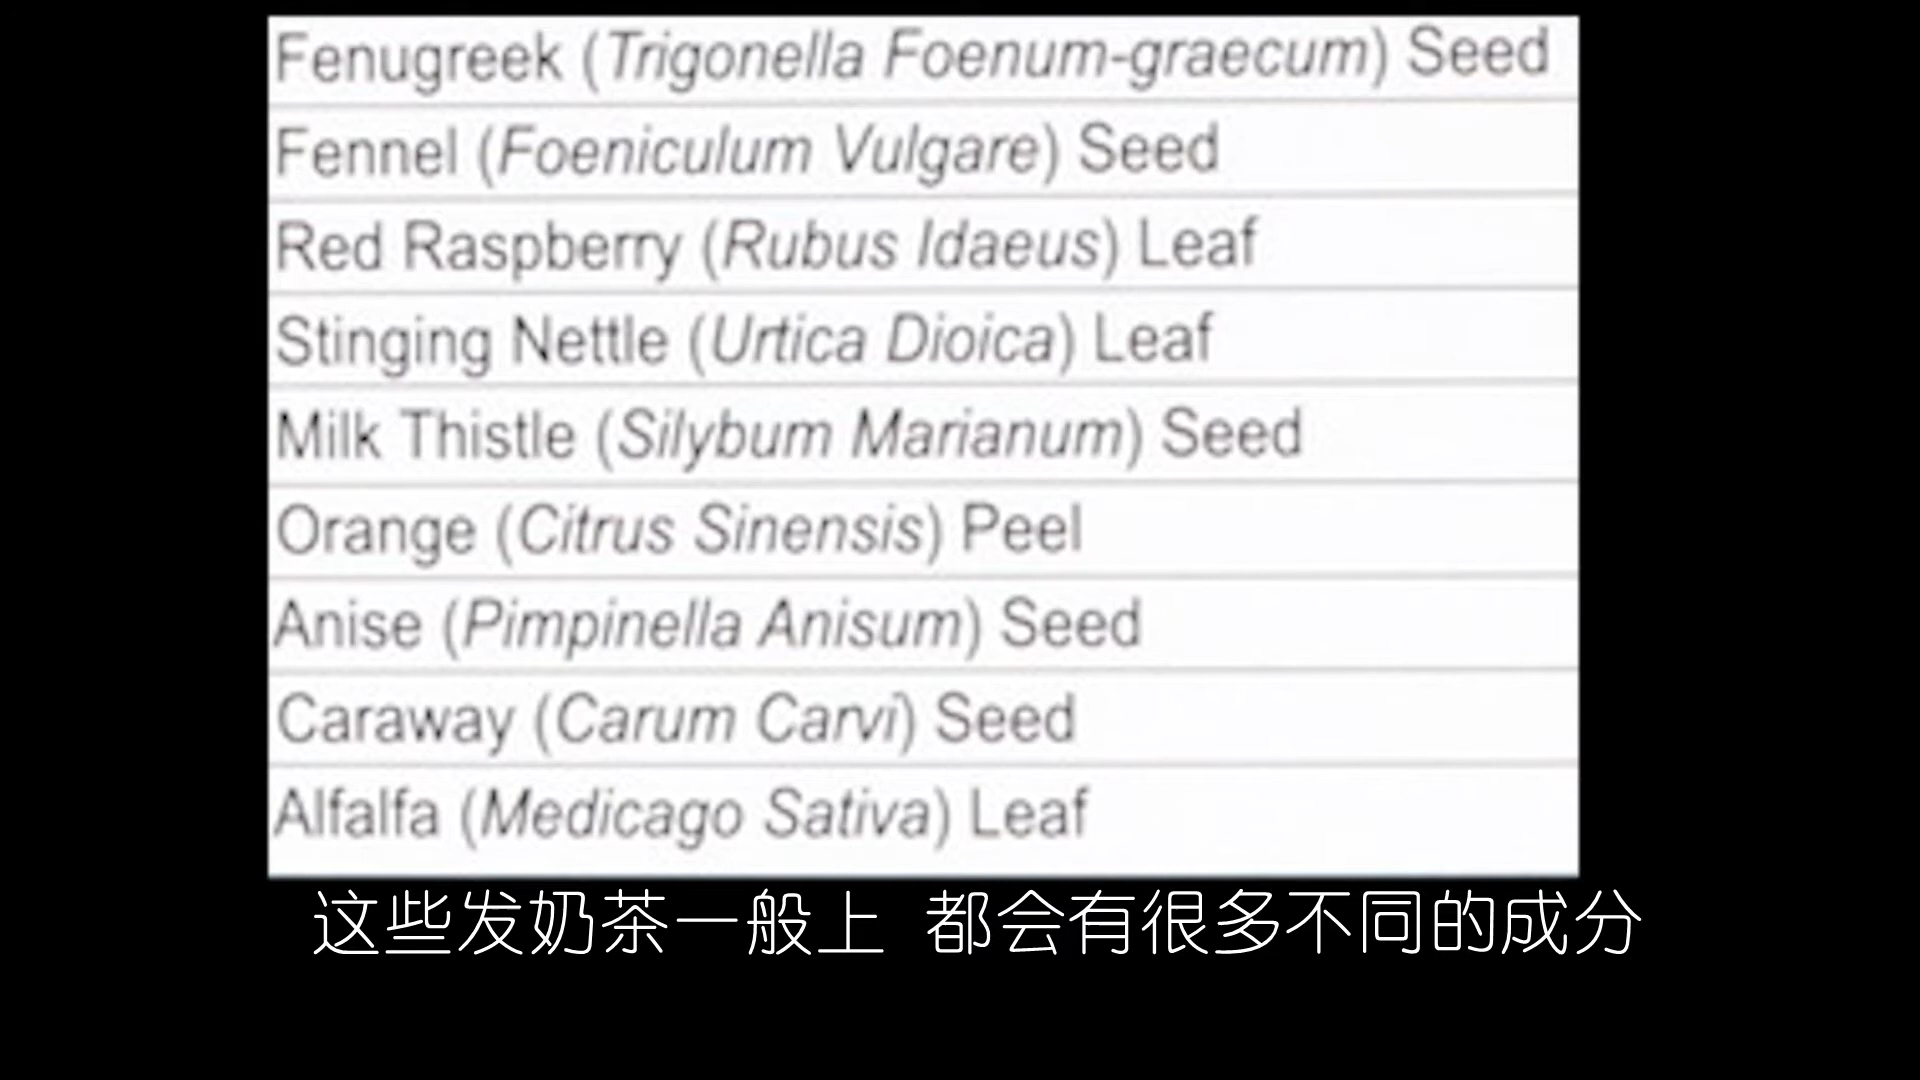 Fenugreek (Trigonella Foenum-graecum) Seed
Fennel (Foeniculum Vulgare) Seed
Red Raspberry (Rubus Idaeus) Leaf
Stinging Nettle (Urtica Dioica) Leaf
Milk Thistle (Silybum Marianum) Seed
Orange (Citrus Sinensis) Peel
Anise (Pimpinella Anisum) Seed
Caraway (Carum Carvi) Seed
Alfalfa (Medicago Sativa) Leaf
这些发奶茶一般上 都会有很多不同的成分